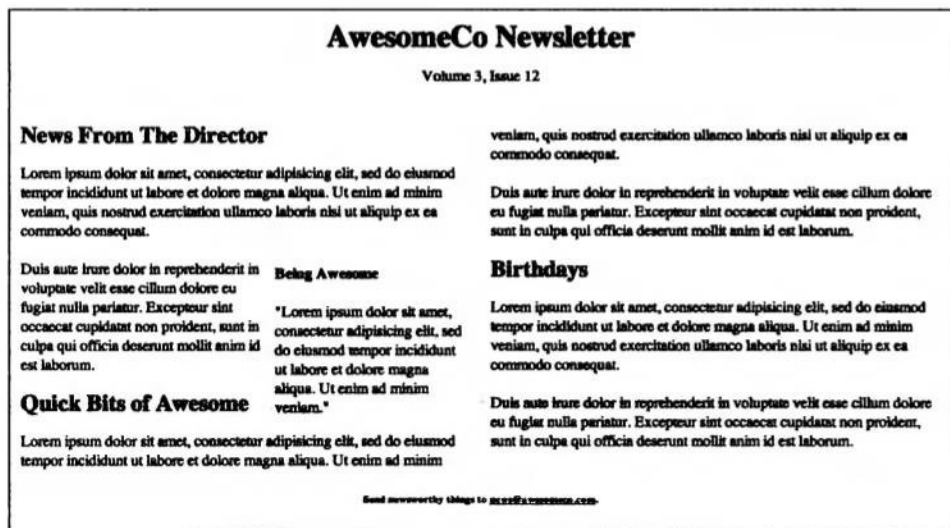 AwesomeCo Newsletter
Volume 3, Issue 12
News From The Director
Lorem ipsum dolor sit amet, consectetur adipisicing elit, sed do eiusmod
tempor incididunt ut labore et dolore magna aliqua. Ut enim ad minim
veniam, quis nostrud exercitation ullamco laboris nisi ut aliquip ex ea
commodo consequat.
Duis aute irure dolor in reprehenderit in
voluptate velit esse cillum dolore eu
fugiat nulla pariatur. Excepteur sint
occaecat cupidatat non proident, sunt in
culpa qui officia deserunt mollit anim id
est laborum.
Being Awesome
"Lorem ipsum dolor sit amet,
consectetur adipisicing elit, sed
do eiusmod tempor incididunt
ut labore et dolore magna
aliqua. Ut enim ad minim
veniam."
Quick Bits of Awesome
Lorem ipsum dolor sit amet, consectetur adipisicing elit, sed do eiusmod
tempor incididunt ut labore et dolore magna aliqua. Ut enim ad minim
veniam, quis nostrud exercitation ullamco laboris nisi ut aliquip ex ea
commodo consequat.
Duis aute irure dolor in reprehenderit in voluptate velit esse cillum dolore
eu fugiat nulla pariatur. Excepteur sint occaecat cupidatat non proident,
sunt in culpa qui officia deserunt mollit anim id est laborum.
Birthdays
Lorem ipsum dolor sit amet, consectetur adipisicing elit, sed do eiusmod
tempor incididunt ut labore et dolore magna aliqua. Ut enim ad minim
veniam, quis nostrud exercitation ullamco laboris nisi ut aliquip ex ea
commodo consequat.
Duis aute irure dolor in reprehenderit in voluptate velit esse cillum dolore
eu fugiat nulla pariatur. Excepteur sint occaecat cupidatat non proident,
sunt in culpa qui officia deserunt mollit anim id est laborum.
Send newsworthy things to